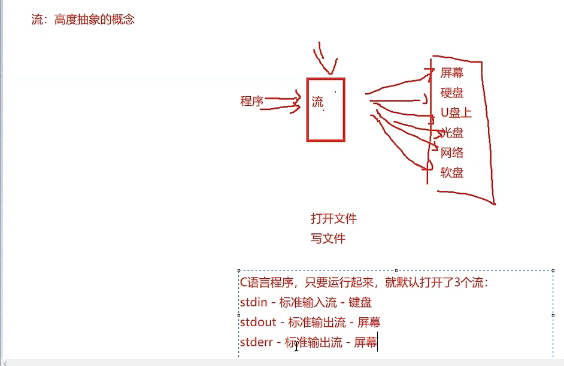 流：高度抽象的概念
程序
流
屏幕
硬盘
U盘上
光盘
网络
软盘
打开文件
写文件
C语言程序，只要运行起来，就默认打开了3个流：
stdin - 标准输入流 - 键盘
stdout - 标准输出流 - 屏幕
stderr - 标准输出流 - 屏幕